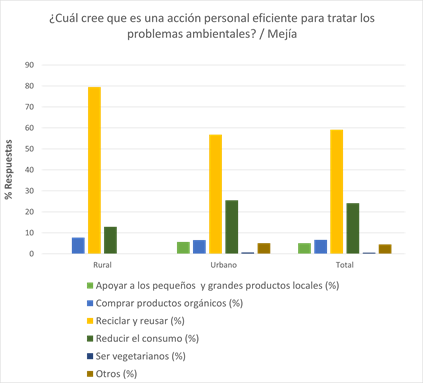 ¿Cuál cree que es una acción personal eficiente para tratar los
problemas ambientales? / Mejía
% Respuestas
90
80
70
60
50
40
30
20
10
0
Rural Urbano Total
Apoyar a los pequeños y grandes productos locales (%)
Comprar productos orgánicos (%)
Reciclar y reusar (%)
Reducir el consumo (%)
Ser vegetarianos (%)
Otros (%)